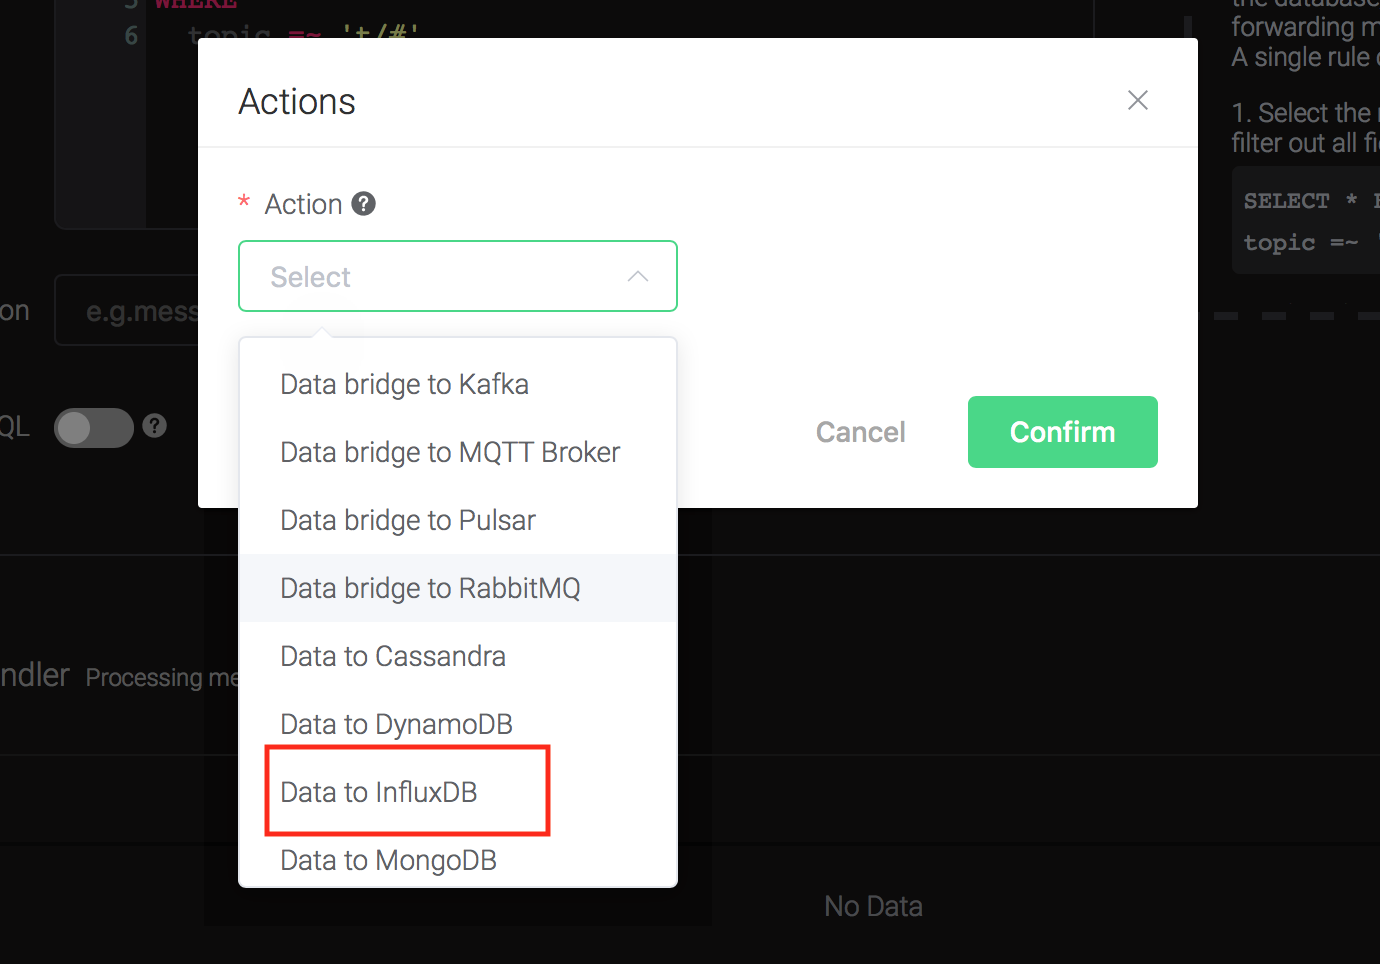 5 WHERE
6 topic =~ 't/#'
the database
forwarding m
A single rule
1. Select the
filter out all fi
SELECT *
topic =~
Actions
* Action ?
Select
on
e.g.mess
QL
?
Data bridge to Kafka
Data bridge to MQTT Broker
Data bridge to Pulsar
Data bridge to RabbitMQ
Data to Cassandra
Data to DynamoDB
Data to InfluxDB
Data to MongoDB
Cancel
Confirm
ndler Processing me
No Data